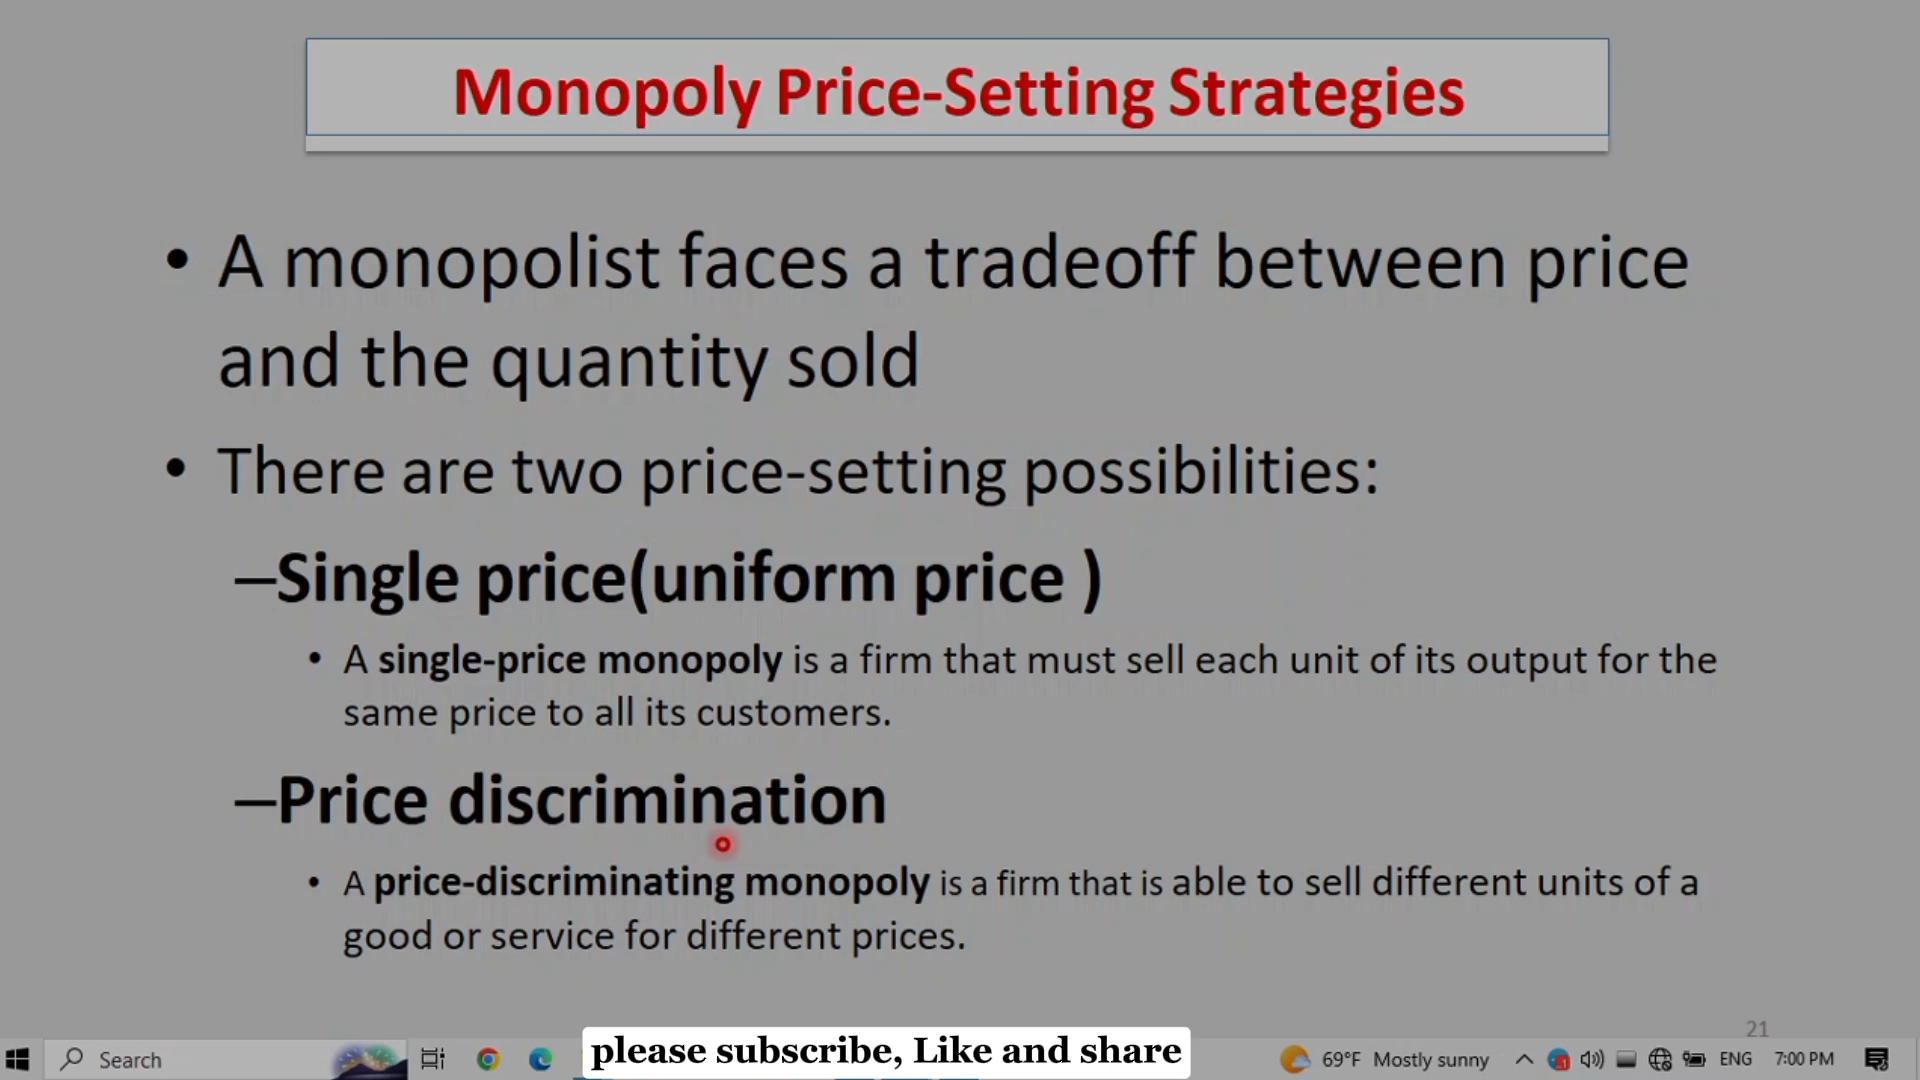 Monopoly Price-Setting Strategies
• A monopolist faces a tradeoff between price
and the quantity sold
• There are two price-setting possibilities:
–Single price(uniform price )
• A single-price monopoly is a firm that must sell each unit of its output for the
same price to all its customers.
–Price discrimination
• A price-discriminating monopoly is a firm that is able to sell different units of a
good or service for different prices.
21
Search
please subscribe, Like and share
69°F Mostly sunny
ENG
7:00 PM